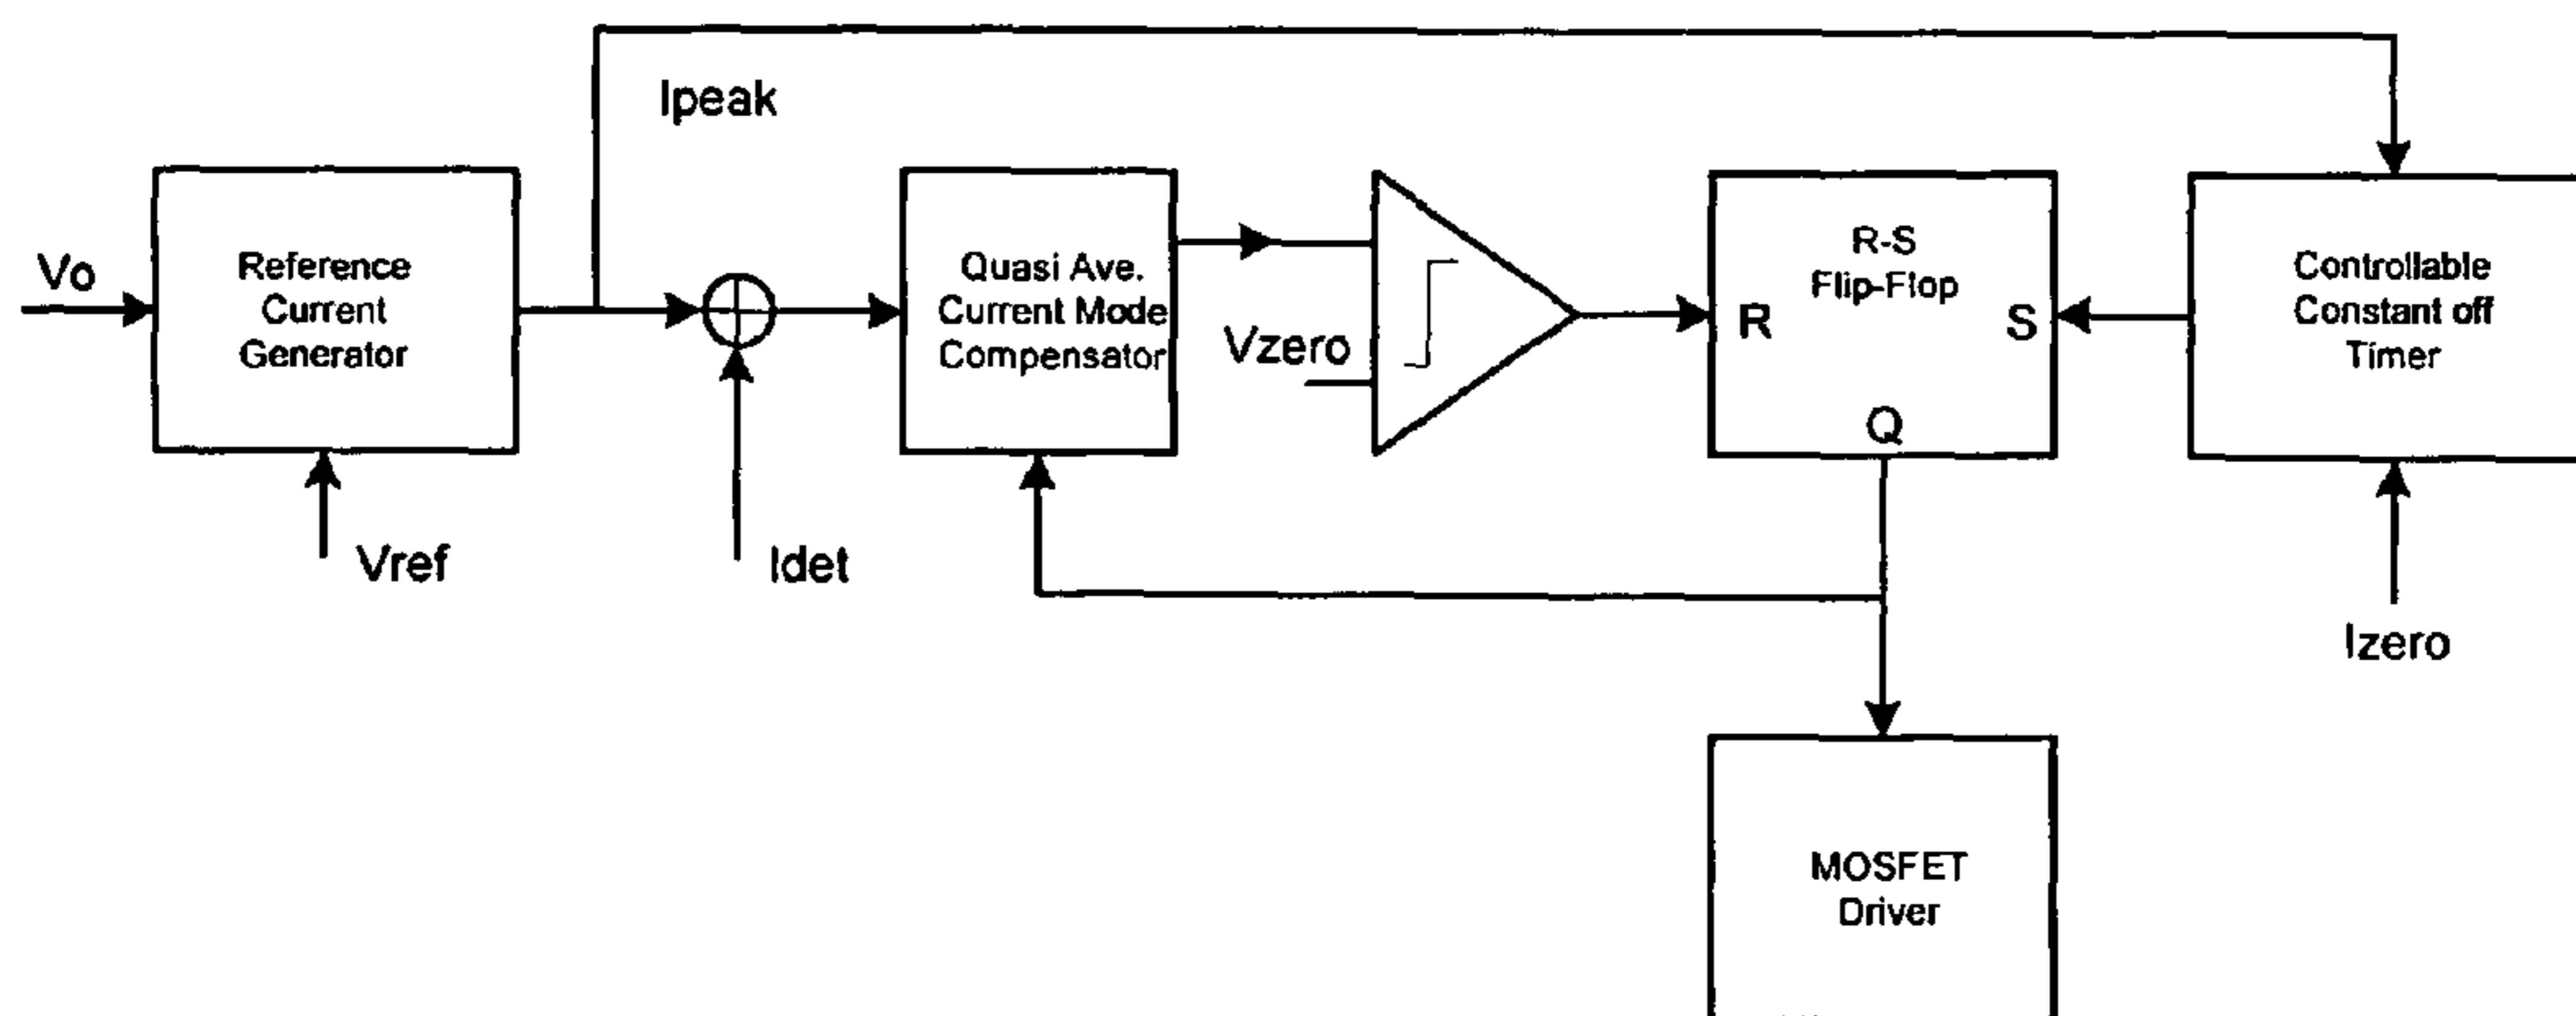 Ipeak
Vo
Reference
Current
Generator
Vref
Idet
Quasi Ave.
Current Mode
Compensator
Vzero
R-S
Flip-Flop
R
S
Q
Controllable
Constant off
Timer
Izero
MOSFET
Driver